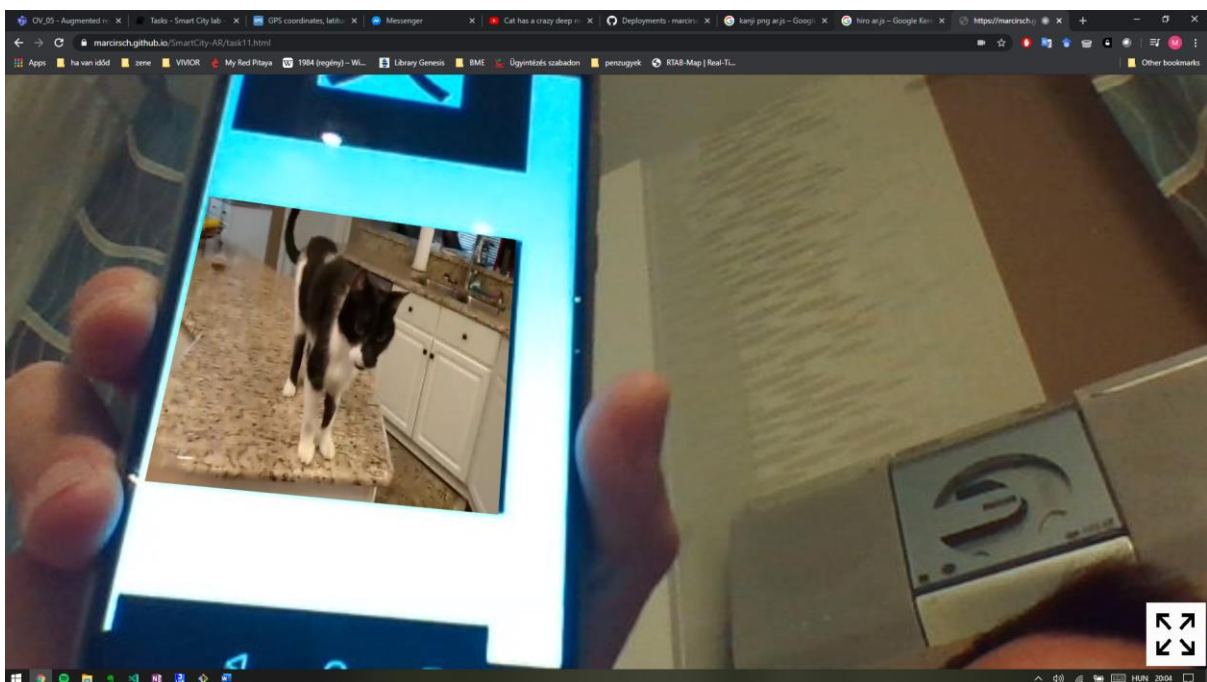 OV_05 - Augmented re
Tasks - Smart City lab
GPS coordinates, latitu
Messenger
Cat has a crazy deep m
Deployments · marcirsc
kanji png ar.js – Google
hiro ar.js – Google Ker
https://marcirsch.g
marcirsch.github.io/SmartCity-AR/task11.html
Apps
ha van időd
zene
VIVIOR
My Red Pitaya
1984 (regény) – Wi...
Library Genesis
BME
Ügyintézés szabadon
penzugyek
RTAB-Map | Real-Ti...
Other bookmarks
HUN
20:04